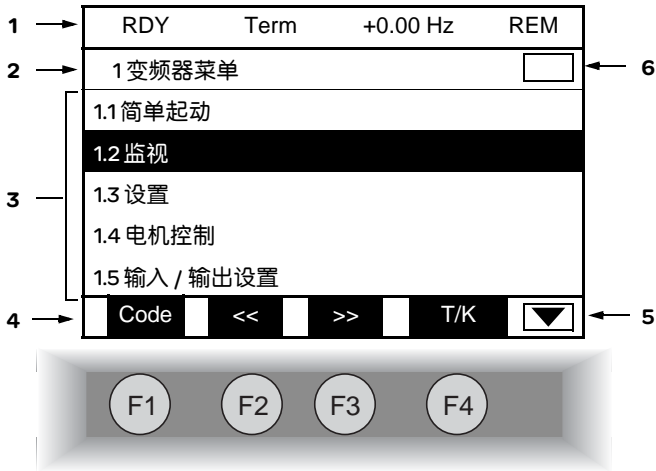 1 RDY Term +0.00 Hz REM
2 1 变频器菜单 6
1.1 简单起动
1.2 监视
3 1.3 设置
1.4 电机控制
1.5 输入 / 输出设置
4 Code << >> T/K 5
F1 F2 F3 F4